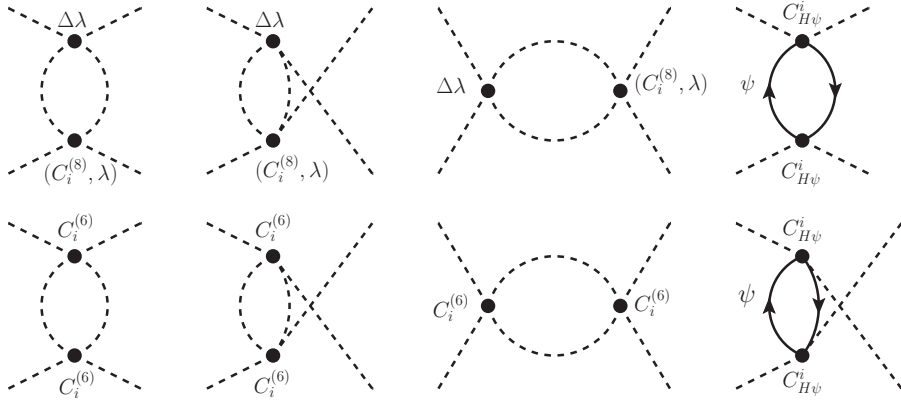 Δλ
Δλ
C^i_{Hψ}
Δλ
(C_i^{(8)}, λ)
ψ
(C_i^{(8)}, λ)
(C_i^{(8)}, λ)
C^i_{Hψ}
C_i^{(6)}
C_i^{(6)}
C^i_{Hψ}
C_i^{(6)}
C_i^{(6)}
ψ
C_i^{(6)}
C_i^{(6)}
C^i_{Hψ}